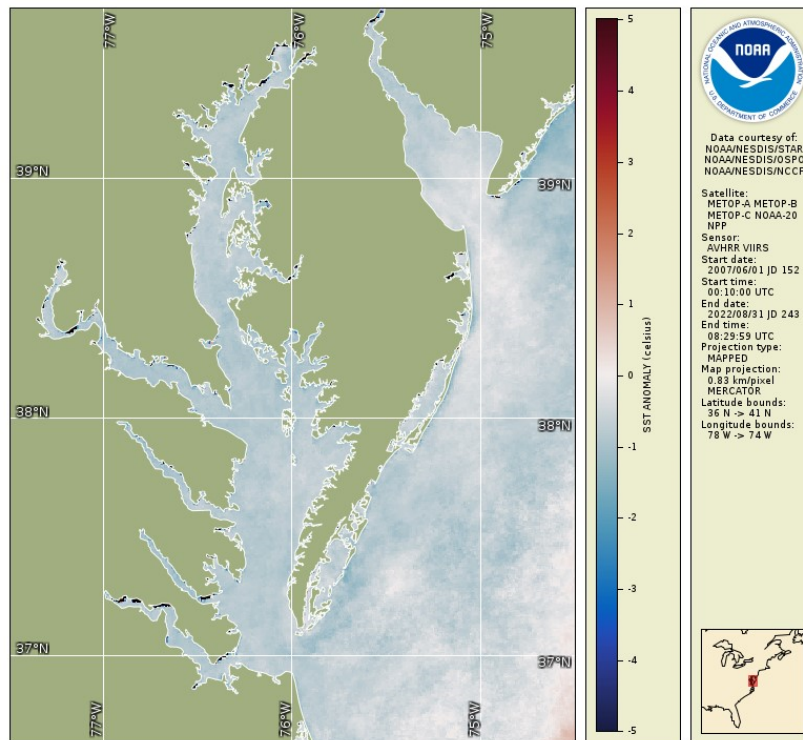 77°W
76°W
75°W
39°N
39°N
38°N
38°N
37°N
37°N
77°W
76°W
75°W
5
4
3
2
1
0
-1
-2
-3
-4
-5
SST ANOMALY (celsius)
NATIONAL OCEANIC AND ATMOSPHERIC ADMINISTRATION
NOAA
U.S. DEPARTMENT OF COMMERCE
Data courtesy of:
NOAA/NESDIS/STAR
NOAA/NESDIS/OSPO
NOAA/NESDIS/NCCF
Satellite:
METOP-A METOP-B
METOP-C NOAA-20
NPP
Sensor:
AVHRR VIIRS
Start date:
2007/06/01 JD 152
Start time:
00:10:00 UTC
End date:
2022/08/31 JD 243
End time:
08:29:59 UTC
Projection type:
MAPPED
Map projection:
0.83 km/pixel
MERCATOR
Latitude bounds:
36 N -> 41 N
Longitude bounds:
78 W -> 74 W